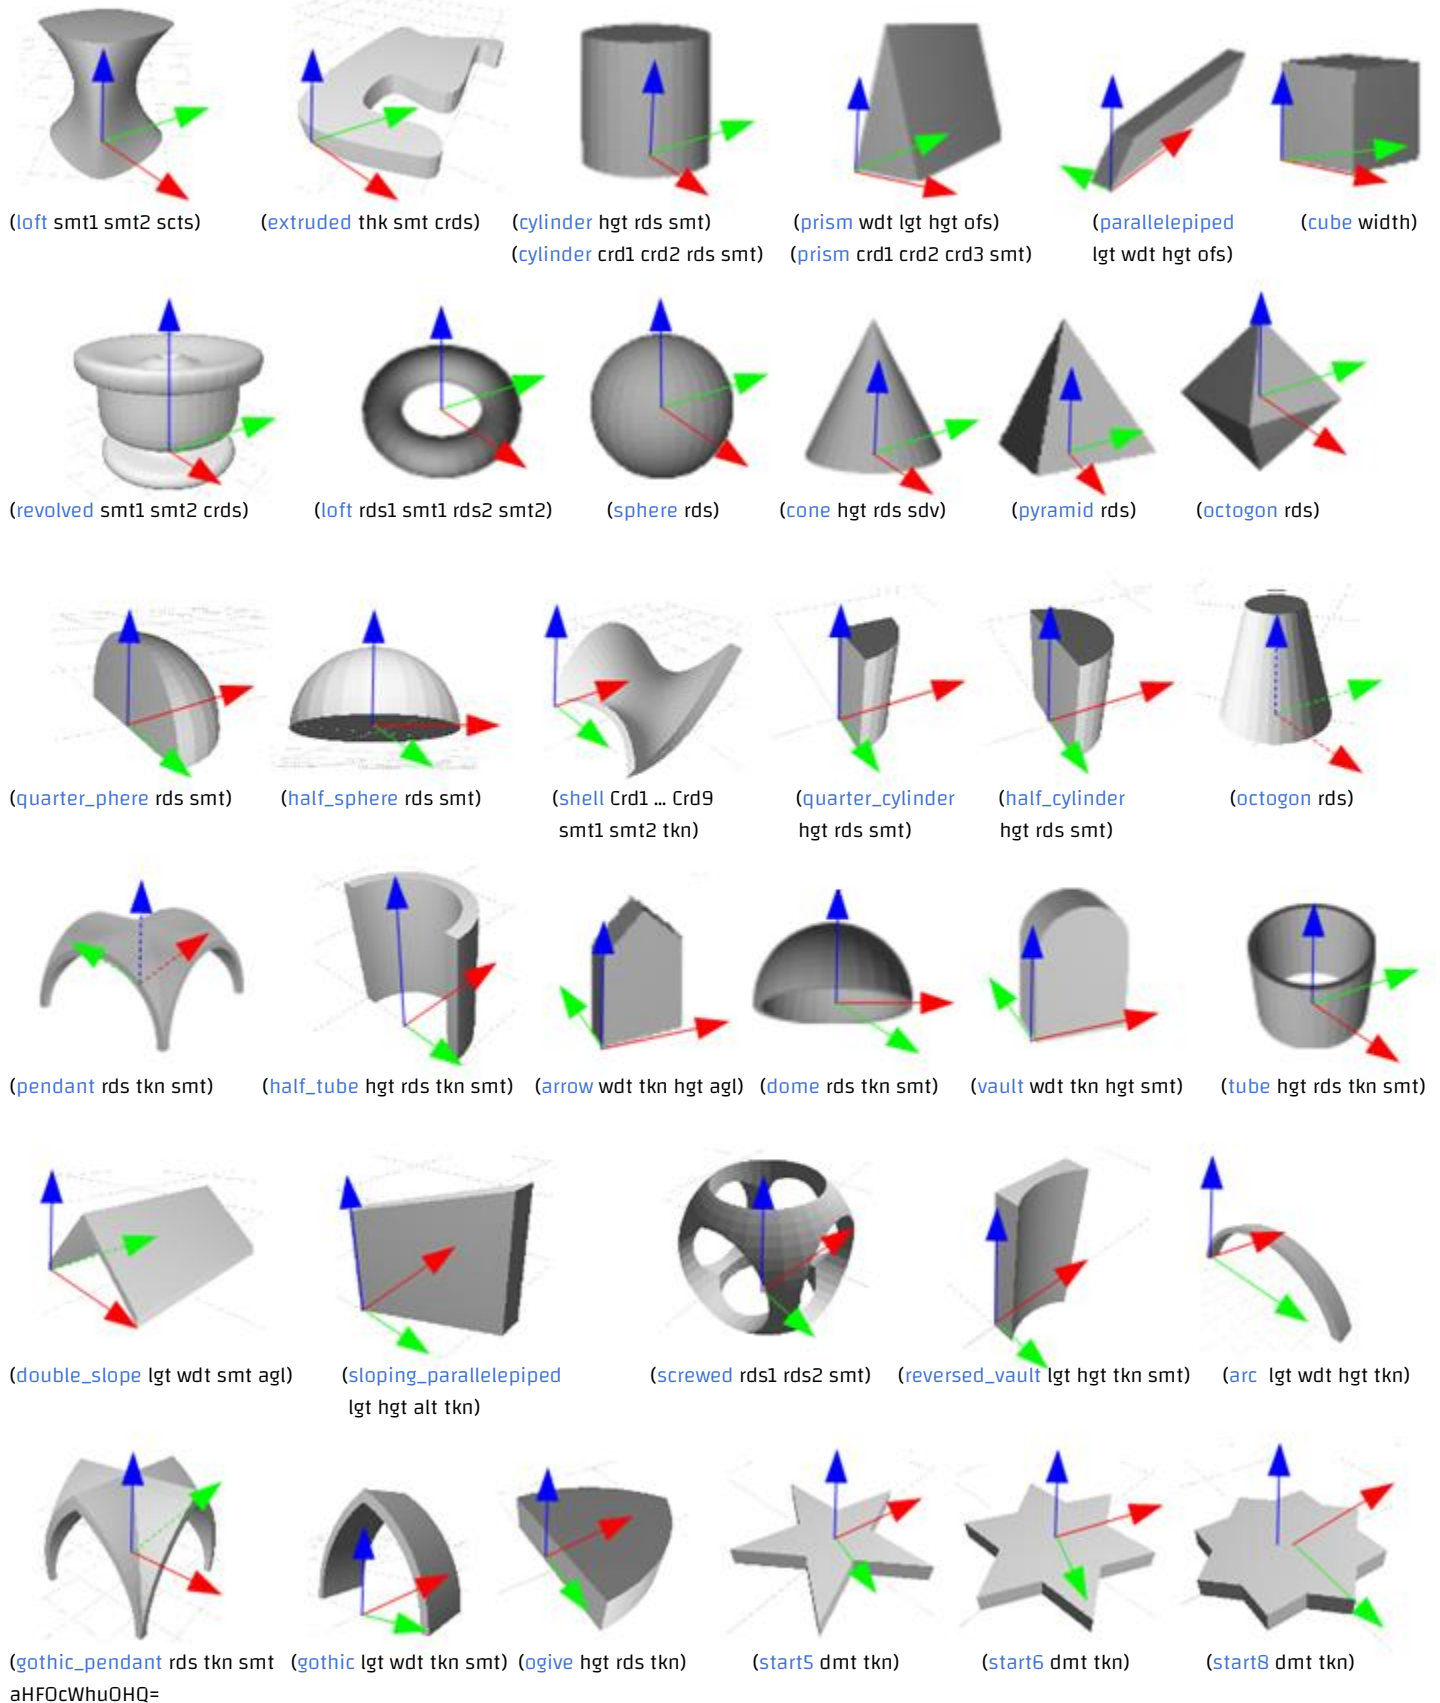 (loft smt1 smt2 scts) (extruded thk smt crds) (cylinder hgt rds smt) (prism wdt lgt hgt ofs) (parallelepiped (cube width)
(cylinder crd1 crd2 rds smt) (prism crd1 crd2 crd3 smt) lgt wdt hgt ofs)
(revolved smt1 smt2 crds) (loft rds1 smt1 rds2 smt2) (sphere rds) (cone hgt rds sdv) (pyramid rds) (octogon rds)
(quarter_phere rds smt) (half_sphere rds smt) (shell Crd1 ... Crd9 (quarter_cylinder (half_cylinder (octogon rds)
smt1 smt2 tkn) hgt rds smt) hgt rds smt)
(pendant rds tkn smt) (half_tube hgt rds tkn smt) (arrow wdt tkn hgt agl) (dome rds tkn smt) (vault wdt tkn hgt smt) (tube hgt rds tkn smt)
(double_slope lgt wdt smt agl) (sloping_parallelepiped (screwed rds1 rds2 smt) (reversed_vault lgt hgt tkn smt) (arc lgt wdt hgt tkn)
lgt hgt alt tkn)
(gothic_pendant rds tkn smt (gothic lgt wdt tkn smt) (ogive hgt rds tkn) (start5 dmt tkn) (start6 dmt tkn) (start8 dmt tkn)
aHFOcWhuOHQ=